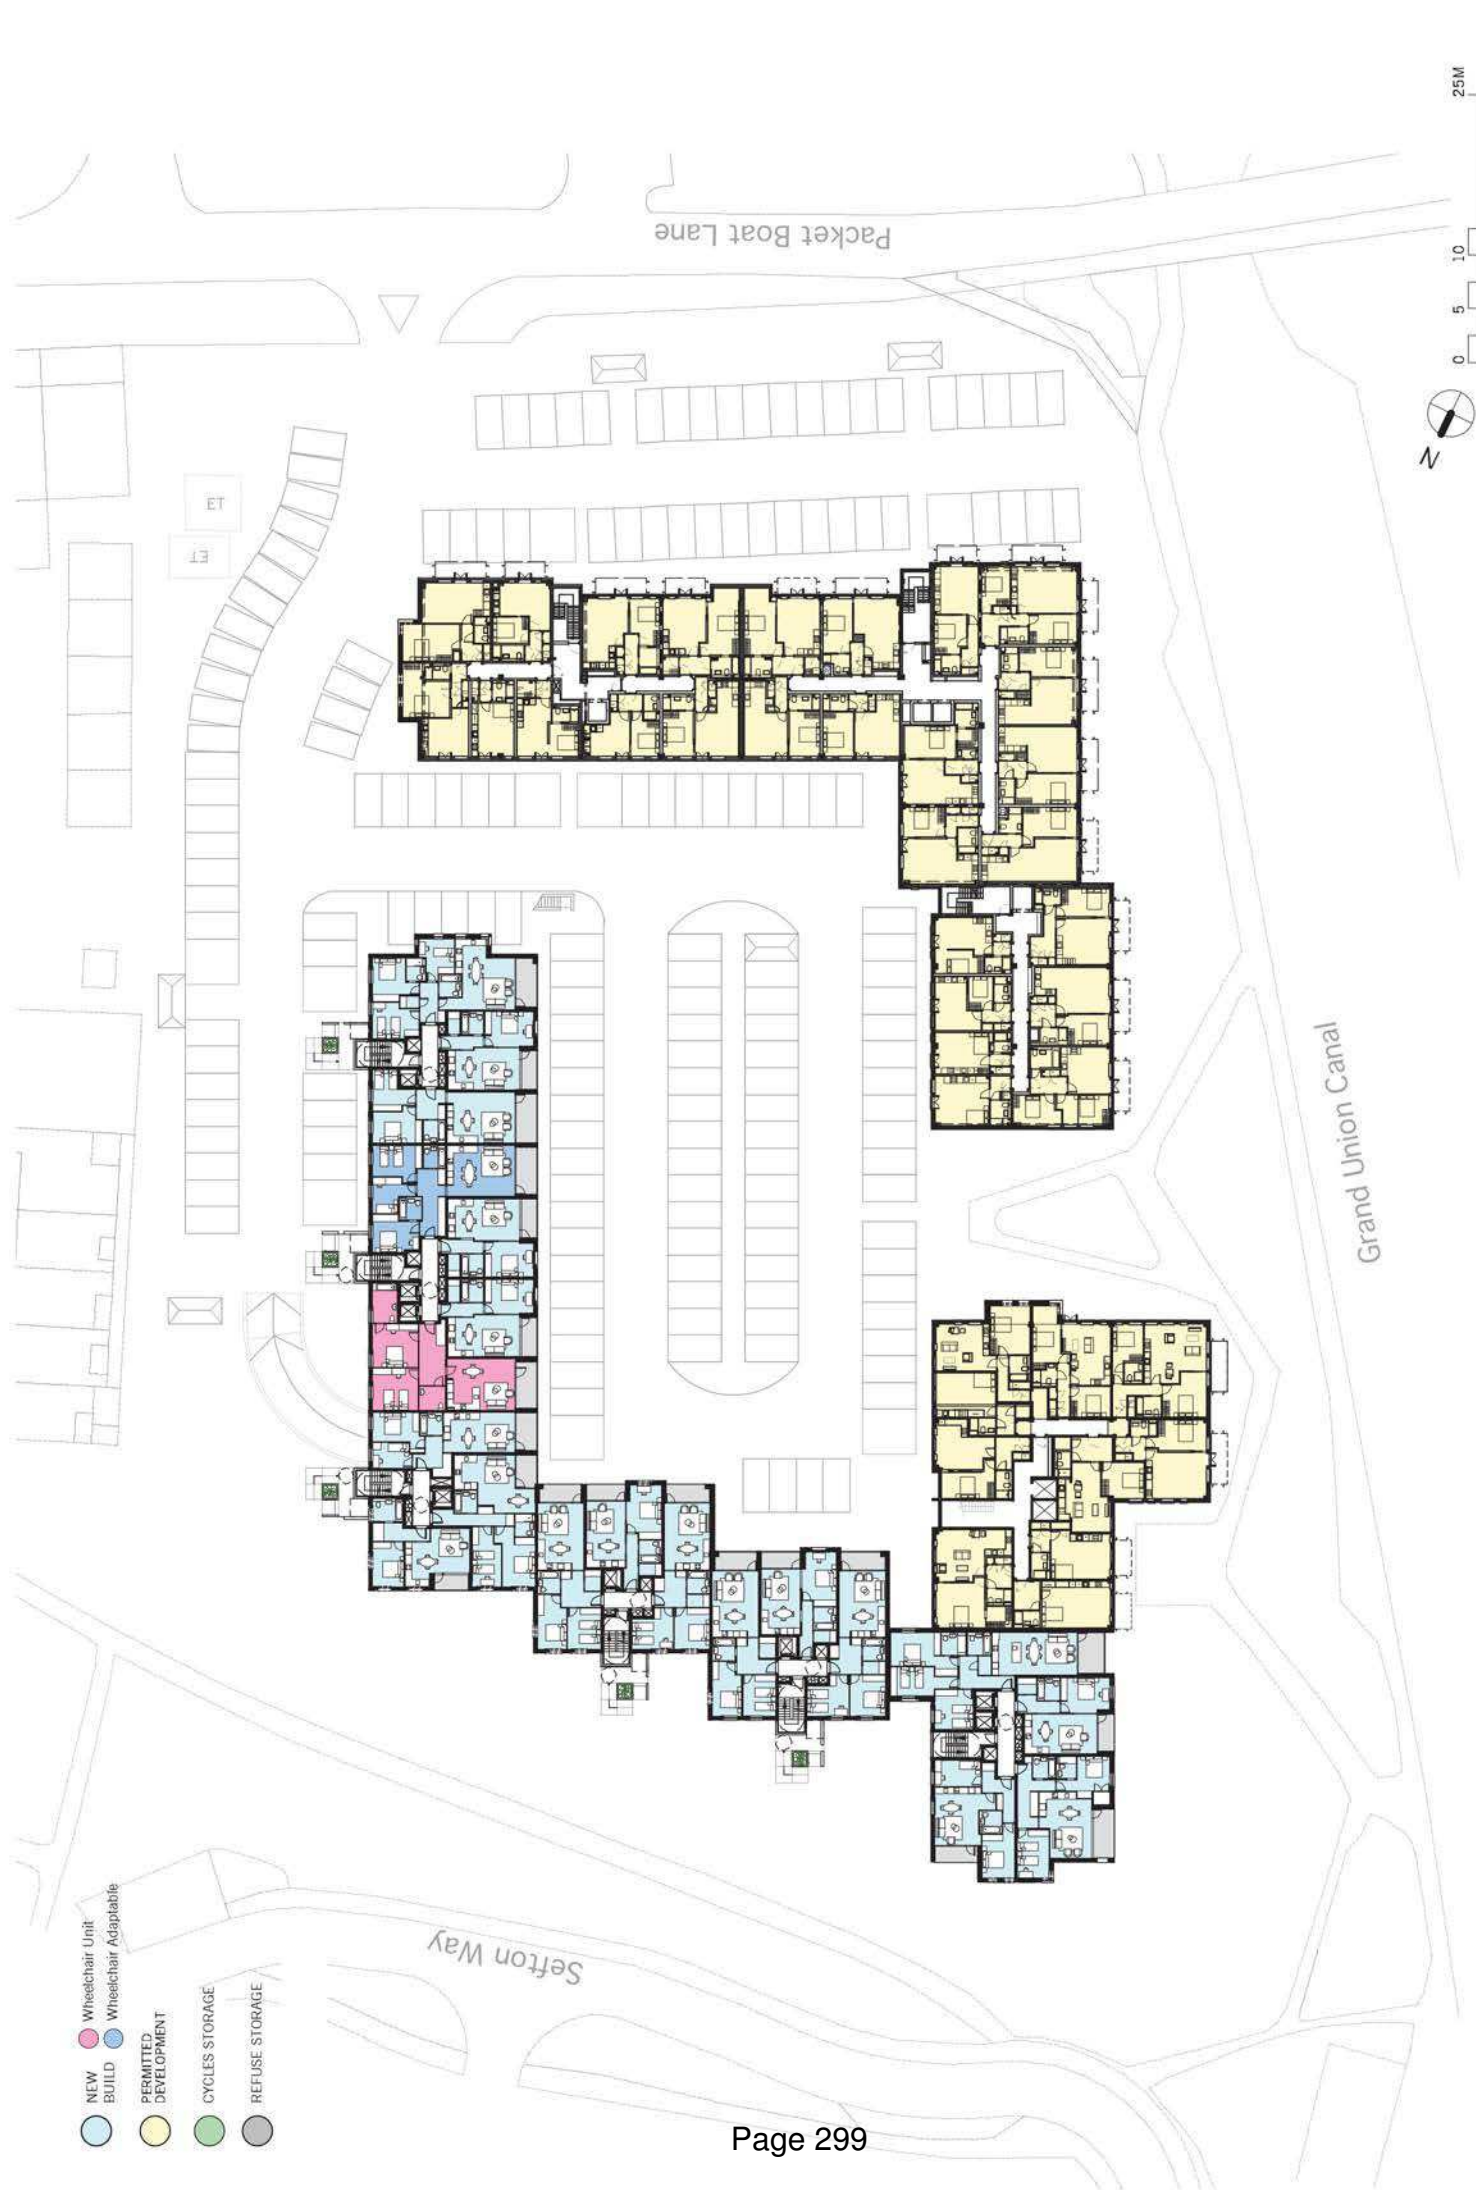 25M
10
5
0
N
Packet Boat Lane
ET
ET
Grand Union Canal
Sefton Way
NEW
BUILD
Wheelchair Unit
Wheelchair Adaptable
PERMITTED
DEVELOPMENT
CYCLES STORAGE
REFUSE STORAGE
Page 299